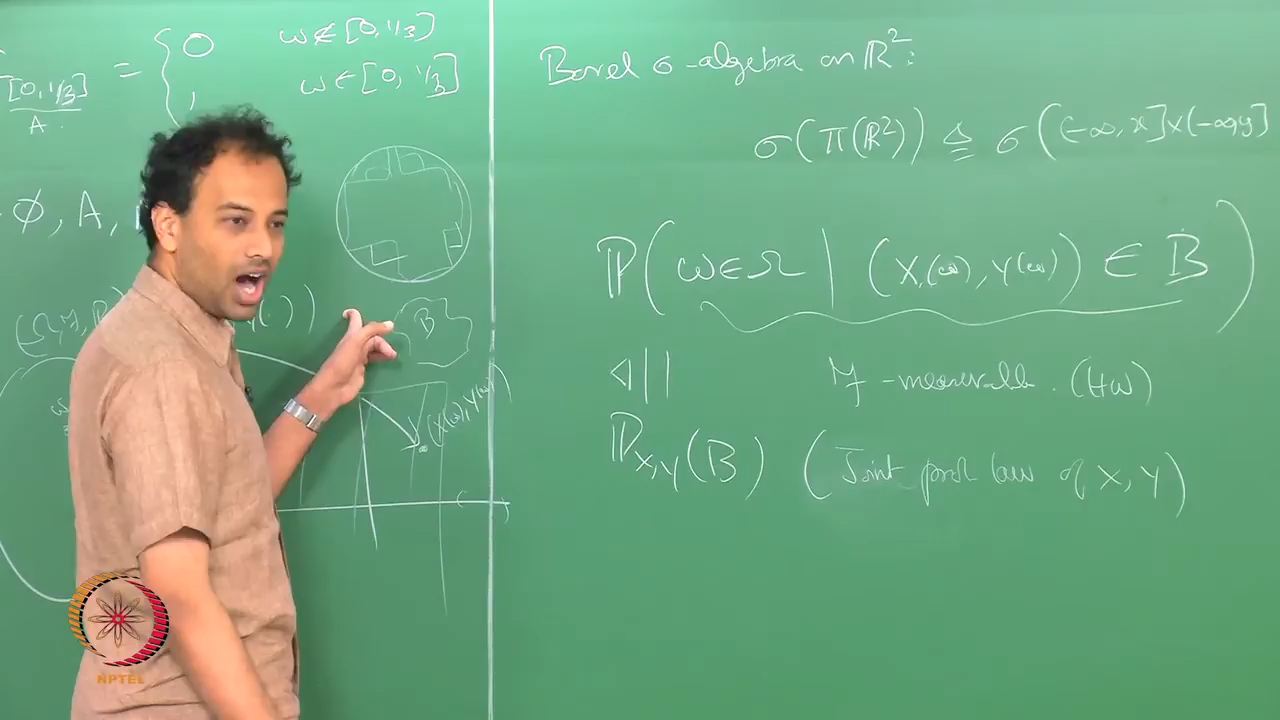 [0, 1/3]
A.
= { 0 ω ∉ [0, 1/3)
, ω ∈ [0, 1/3]
φ, A,
B
(X(ω), Y(ω))
Borel σ-algebra on ℝ²:
σ(π(ℝ²)) ≜ σ((-∞, x]×(-∞, y]
ℙ(ω∈Ω | (X(ω), Y(ω)) ∈ B)
ℱ-measurable. (HW)
ℙX,Y(B) (Joint prob law of X, Y)
NPTEL